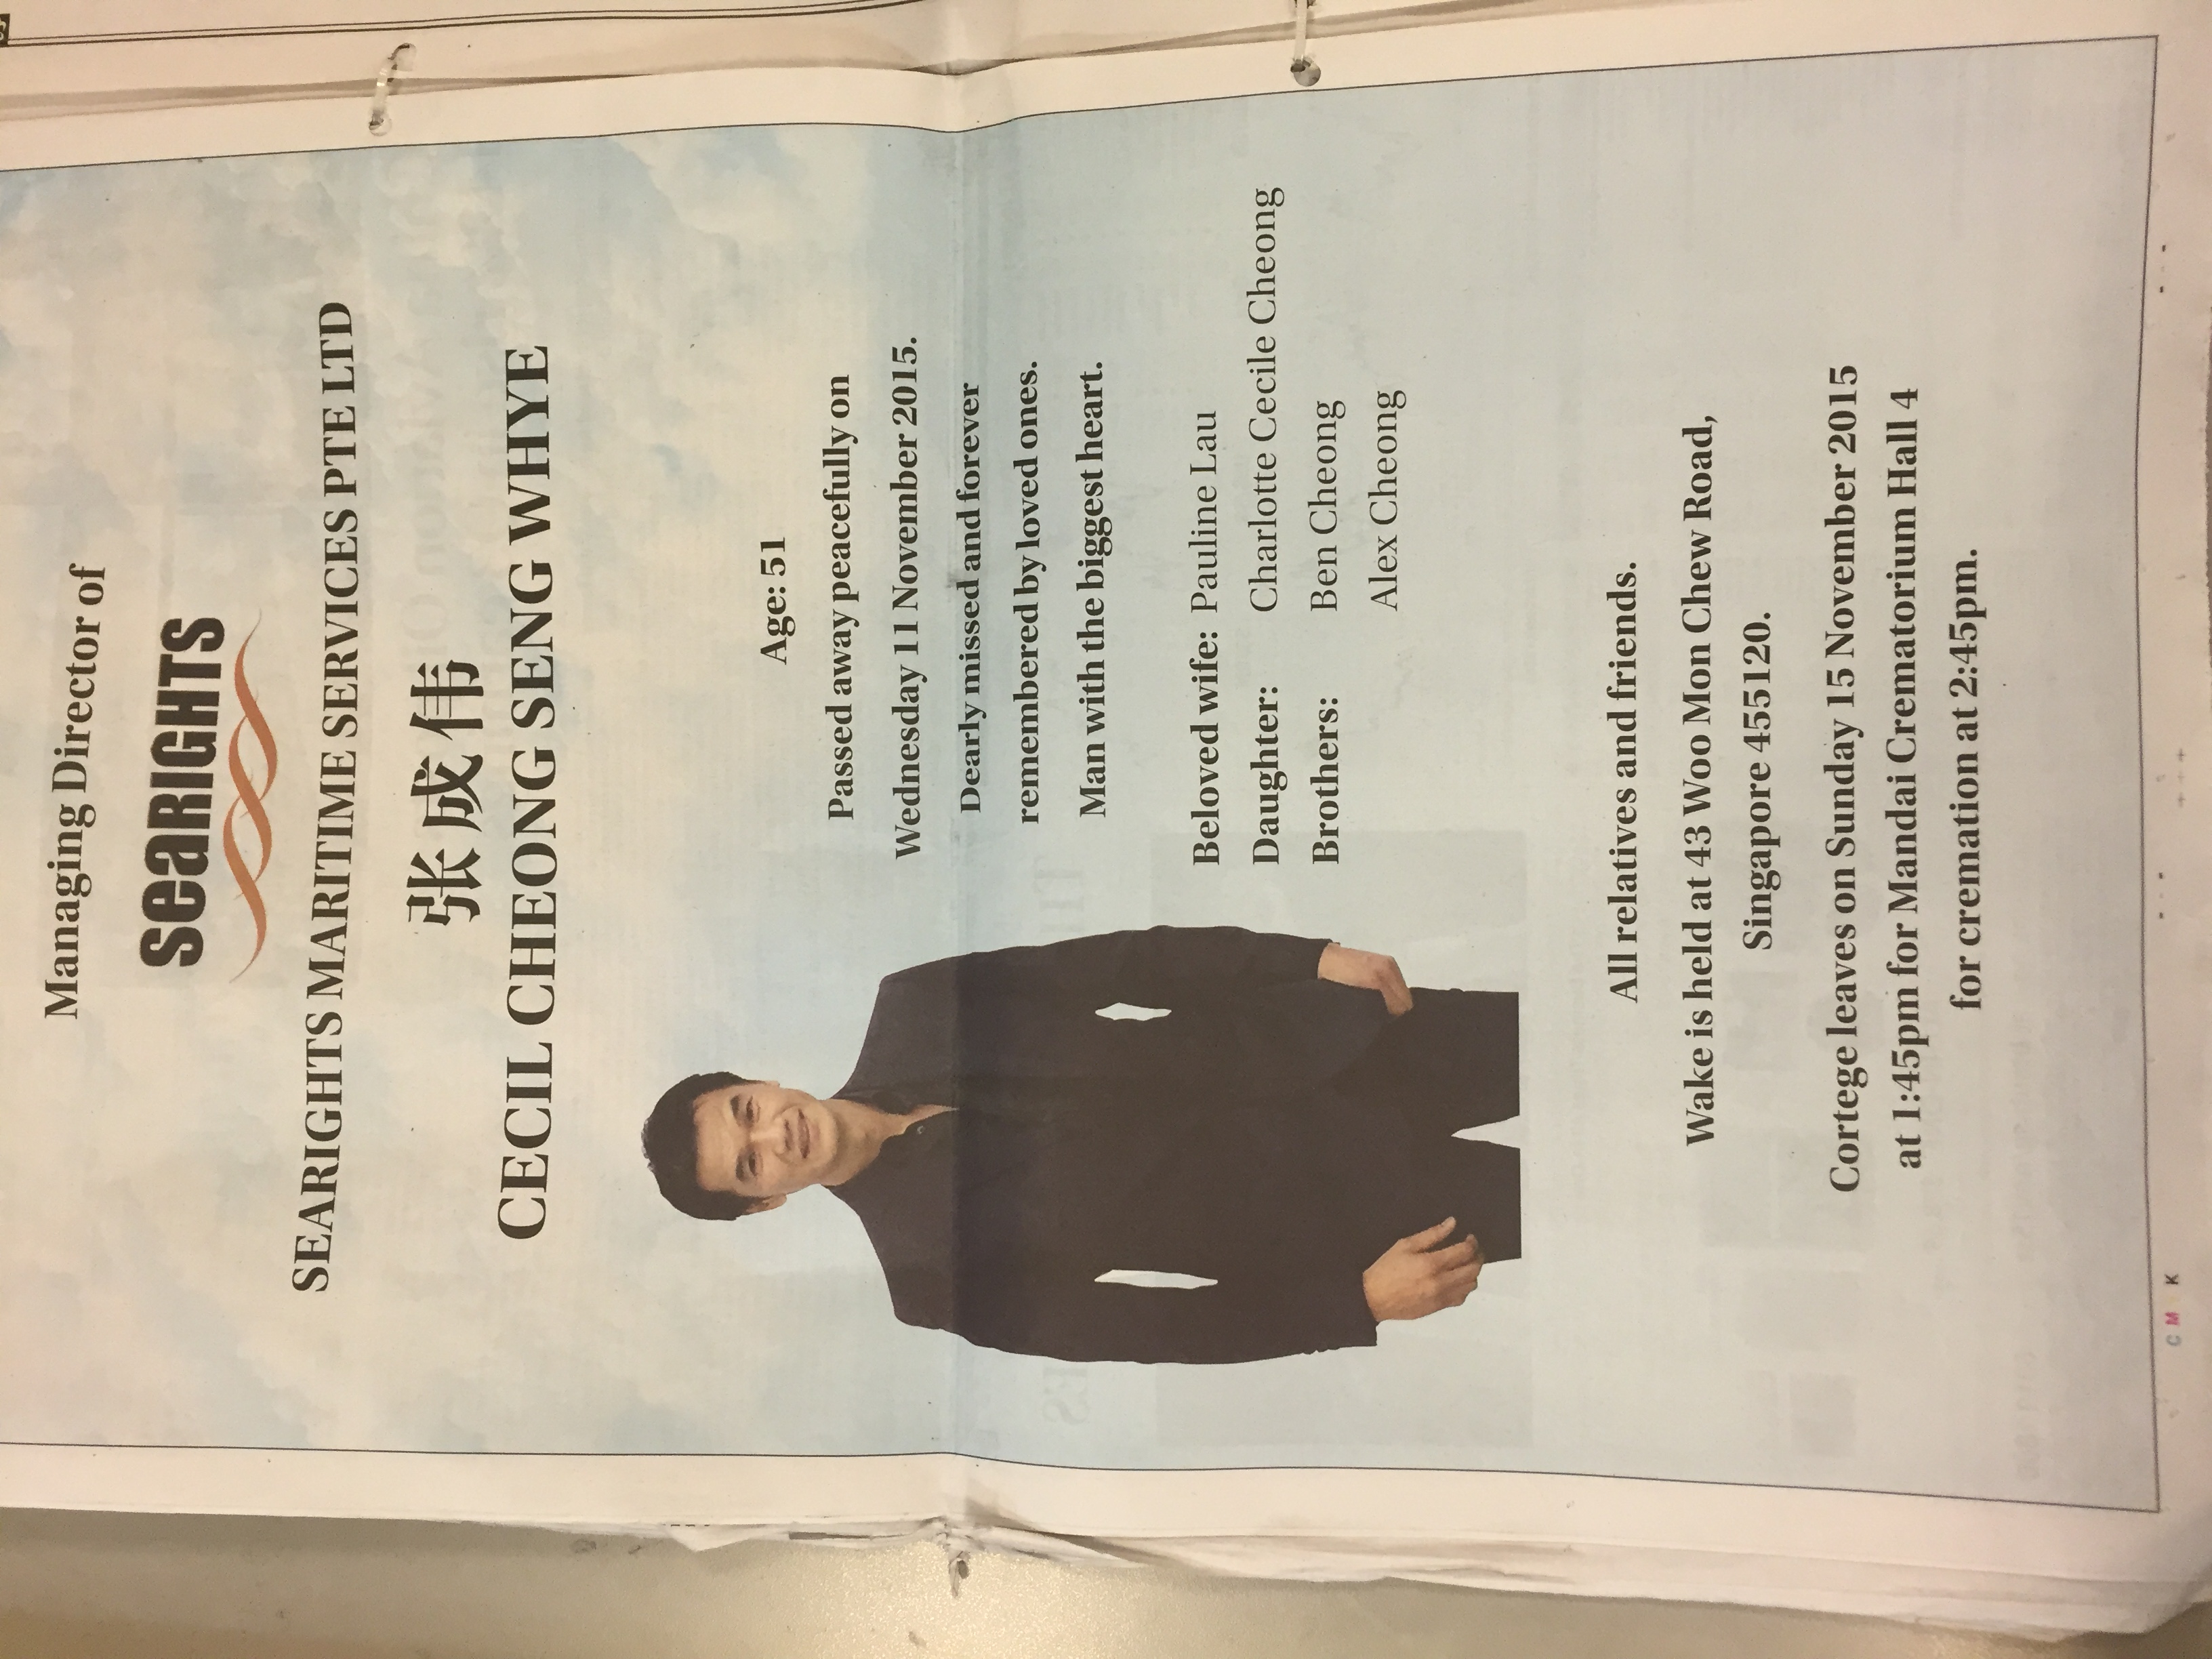 Managing Director of
seaRIGHTS
SEARIGHTS MARITIME SERVICES PTE LTD
张成伟
CECIL CHEONG SENG WHYE
Age: 51
Passed away peacefully on
Wednesday 11 November 2015.
Dearly missed and forever
remembered by loved ones.
Man with the biggest heart.
Beloved wife: Pauline Lau
Daughter: Charlotte Cecile Cheong
Brothers: Ben Cheong
Alex Cheong
All relatives and friends.
Wake is held at 43 Woo Mon Chew Road,
Singapore 455120.
Cortege leaves on Sunday 15 November 2015
at 1:45pm for Mandai Crematorium Hall 4
for cremation at 2:45pm.
C M K